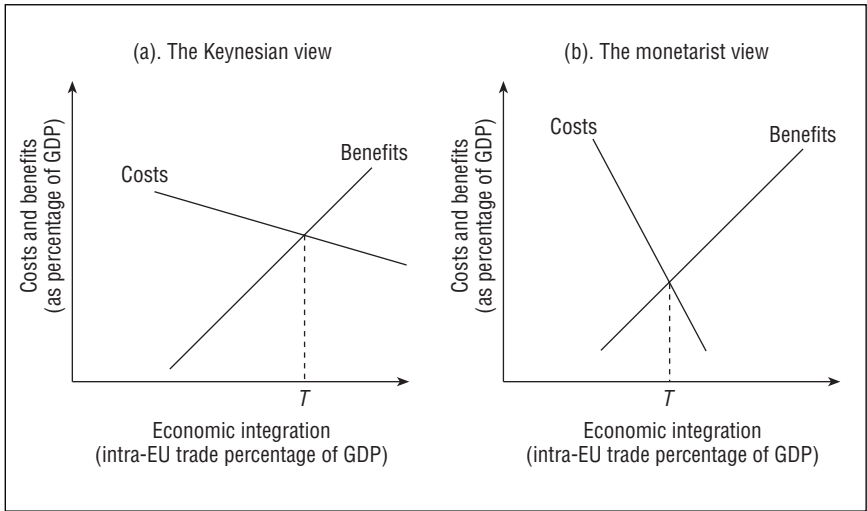 (a). The Keynesian view
Costs and benefits
(as percentage of GDP)
Costs
Benefits
T
Economic integration
(intra-EU trade percentage of GDP)
(b). The monetarist view
Costs and benefits
(as percentage of GDP)
Costs
Benefits
T
Economic integration
(intra-EU trade percentage of GDP)